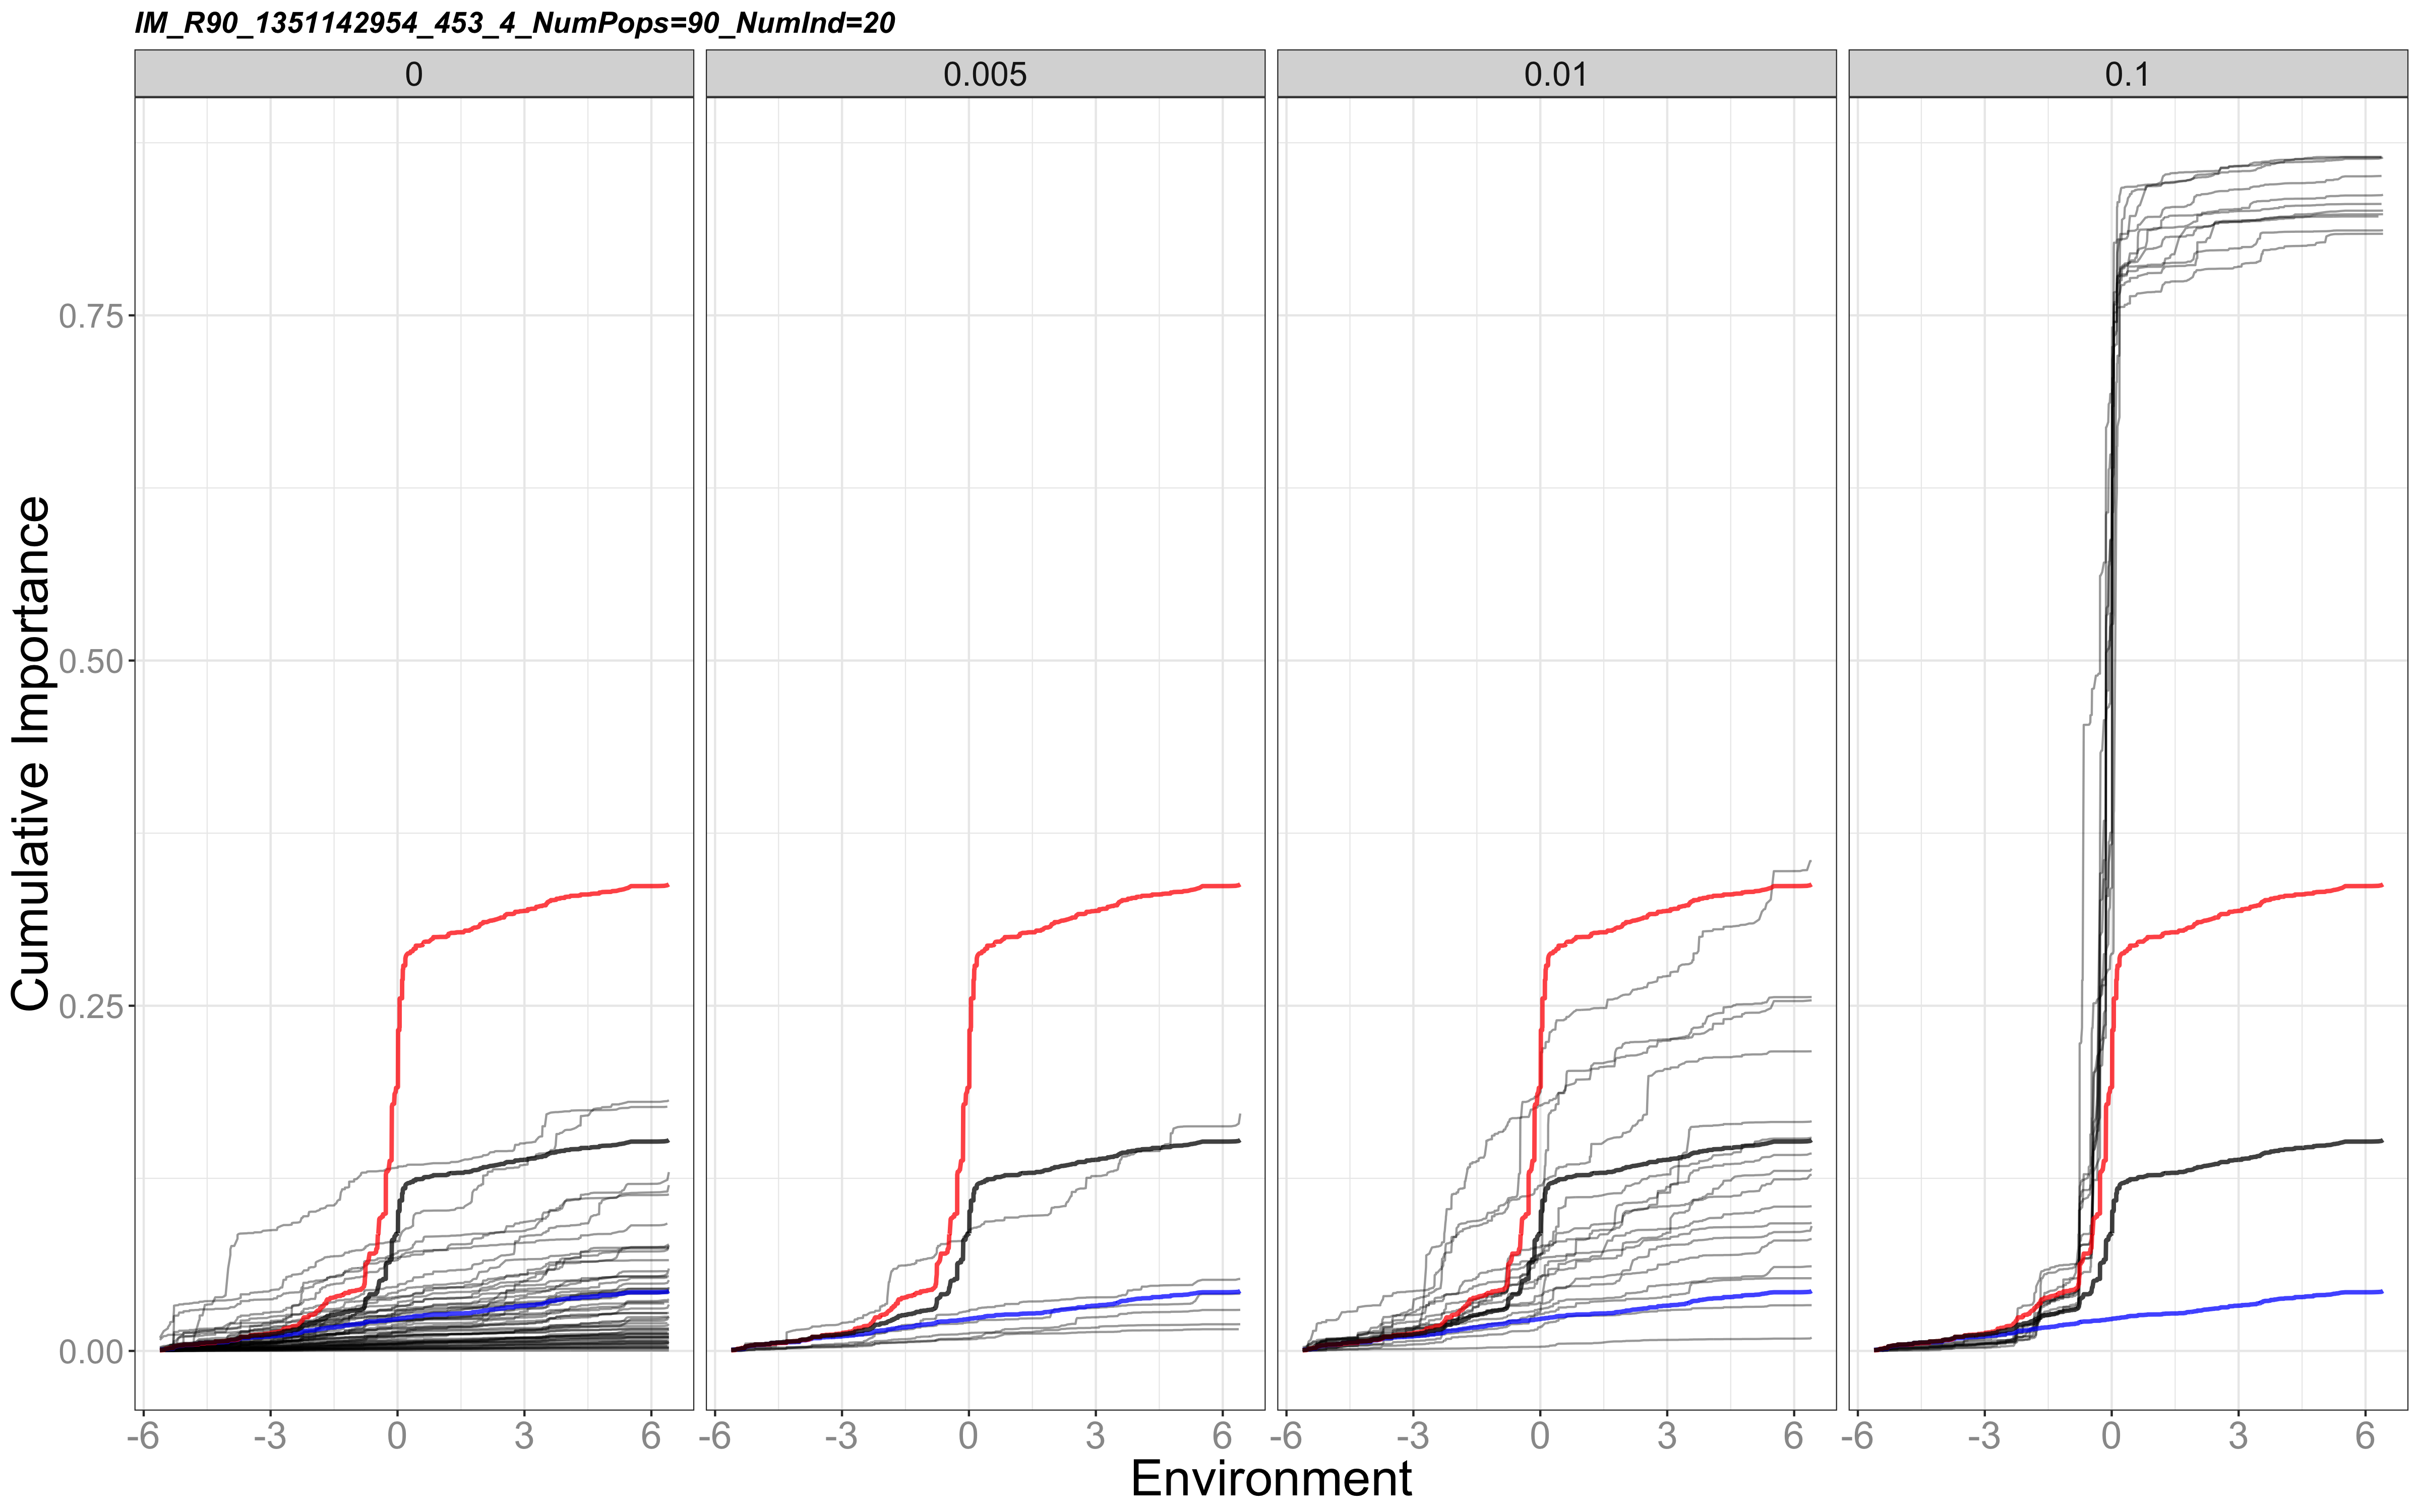 IM_R90_1351142954_453_4_NumPops=90_NumInd=20
0 0.005 0.01 0.1
Cumulative Importance
0.75
0.50
0.25
0.00
-6 -3 0 3 6 -6 -3 0 3 6 -6 -3 0 3 6 -6 -3 0 3 6
Environment